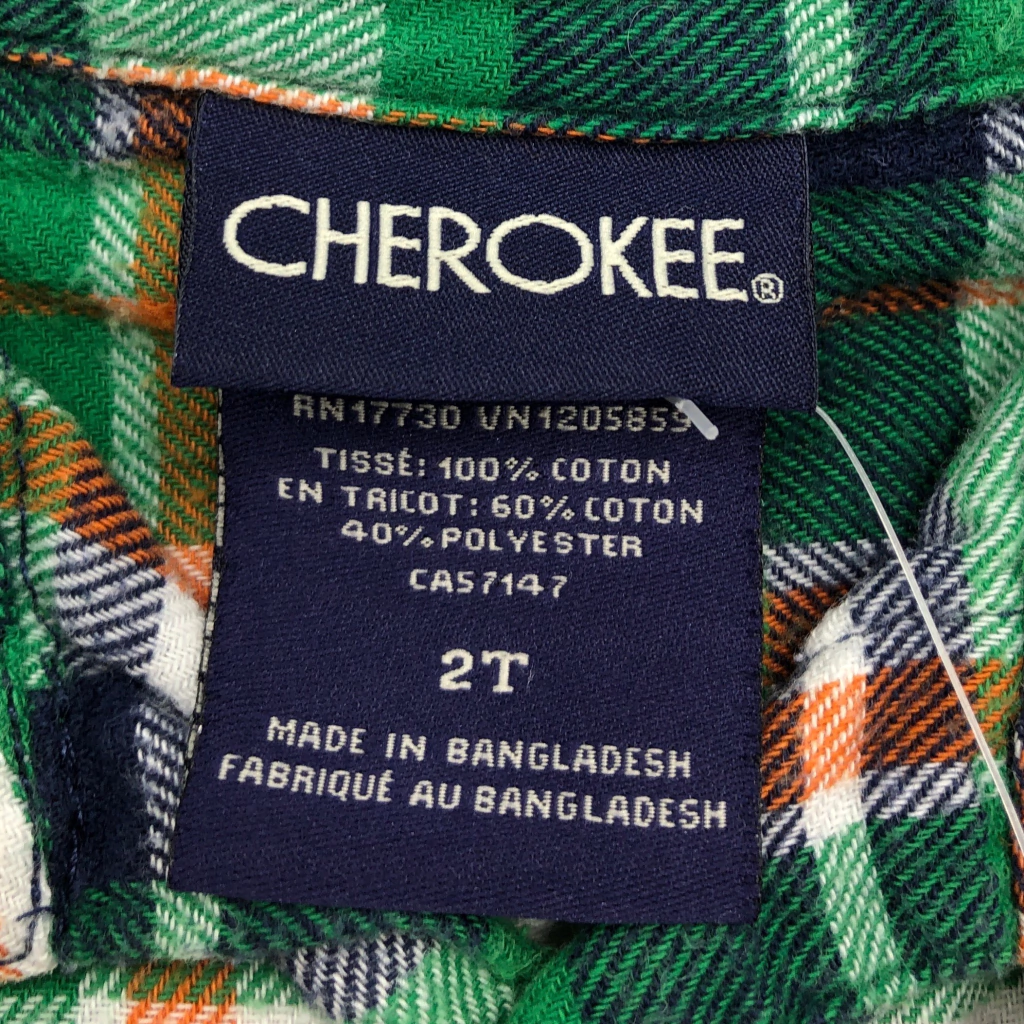 CHEROKEE®
RN17730 VN1205859
TISSÉ: 100% COTON
EN TRICOT: 60% COTON
40% POLYESTER
CA57147
2T
MADE IN BANGLADESH
FABRIQUÉ AU BANGLADESH